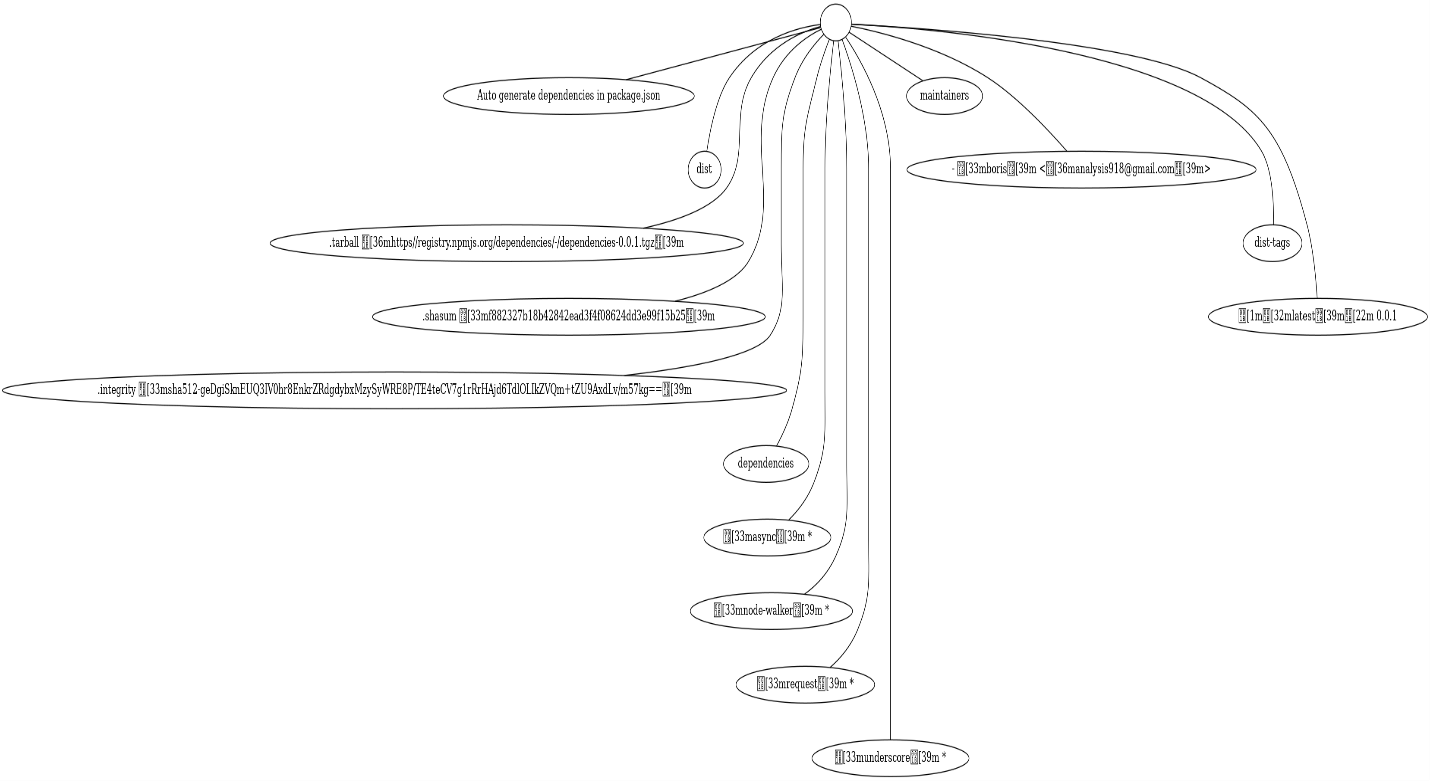 Auto generate dependencies in package.json
maintainers
dist
- [33mboris[39m <[36manalysis918@gmail.com[39m>
.tarball [36mhttps//registry.npmjs.org/dependencies/-/dependencies-0.0.1.tgz[39m
dist-tags
.shasum [33mf882327b18b42842ead3f4f08624dd3e99f15b25[39m
[1m[32mlatest[39m[22m 0.0.1
.integrity [33msha512-geDgiSknEUQ3IV0hr8EnkrZRdgdybxMzySyWRE8P/TE4teCV7g1rRrHAjd6TdlOLIkZVQm+tZU9AxdLv/m57kg==[39m
dependencies
[33masync[39m *
[33mnode-walker[39m *
[33mrequest[39m *
[33munderscore[39m *